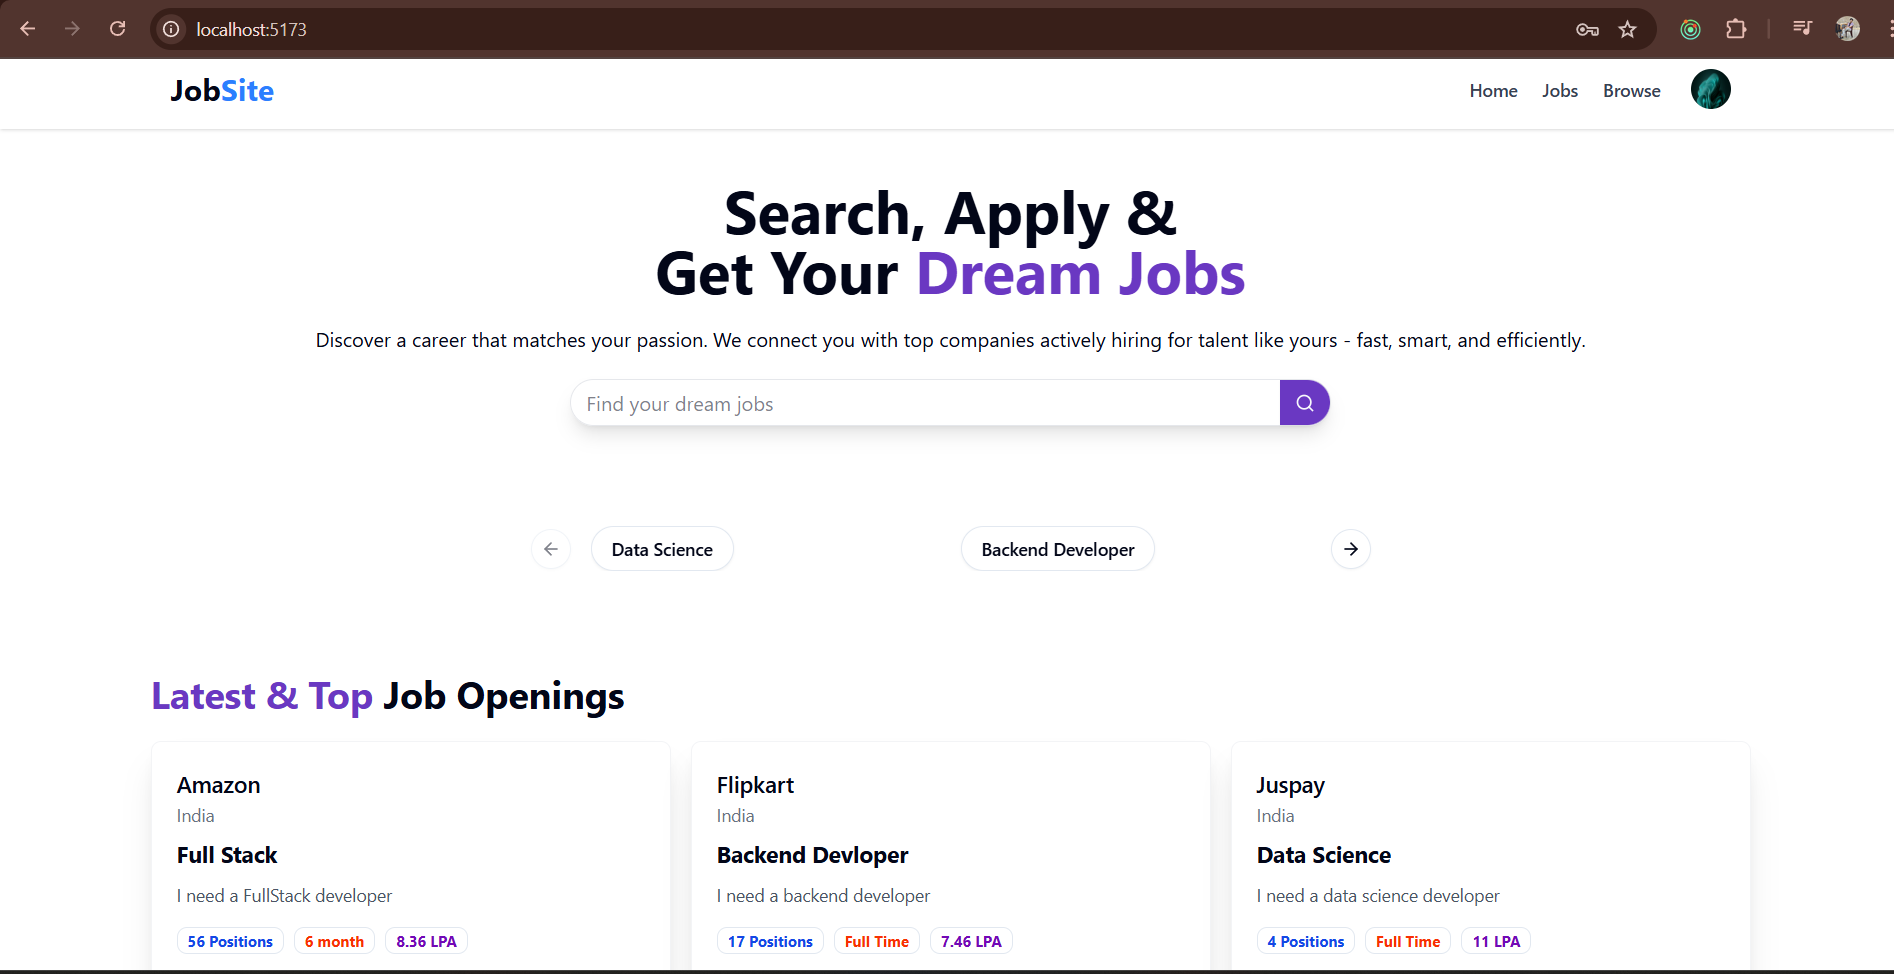 localhost:5173
JobSite
Home Jobs Browse
Search, Apply &
Get Your Dream Jobs
Discover a career that matches your passion. We connect you with top companies actively hiring for talent like yours - fast, smart, and efficiently.
Find your dream jobs
Data Science
Backend Developer
Latest & Top Job Openings
Amazon
India
Full Stack
I need a FullStack developer
56 Positions 6 month 8.36 LPA
Flipkart
India
Backend Devloper
I need a backend developer
17 Positions Full Time 7.46 LPA
Juspay
India
Data Science
I need a data science developer
4 Positions Full Time 11 LPA